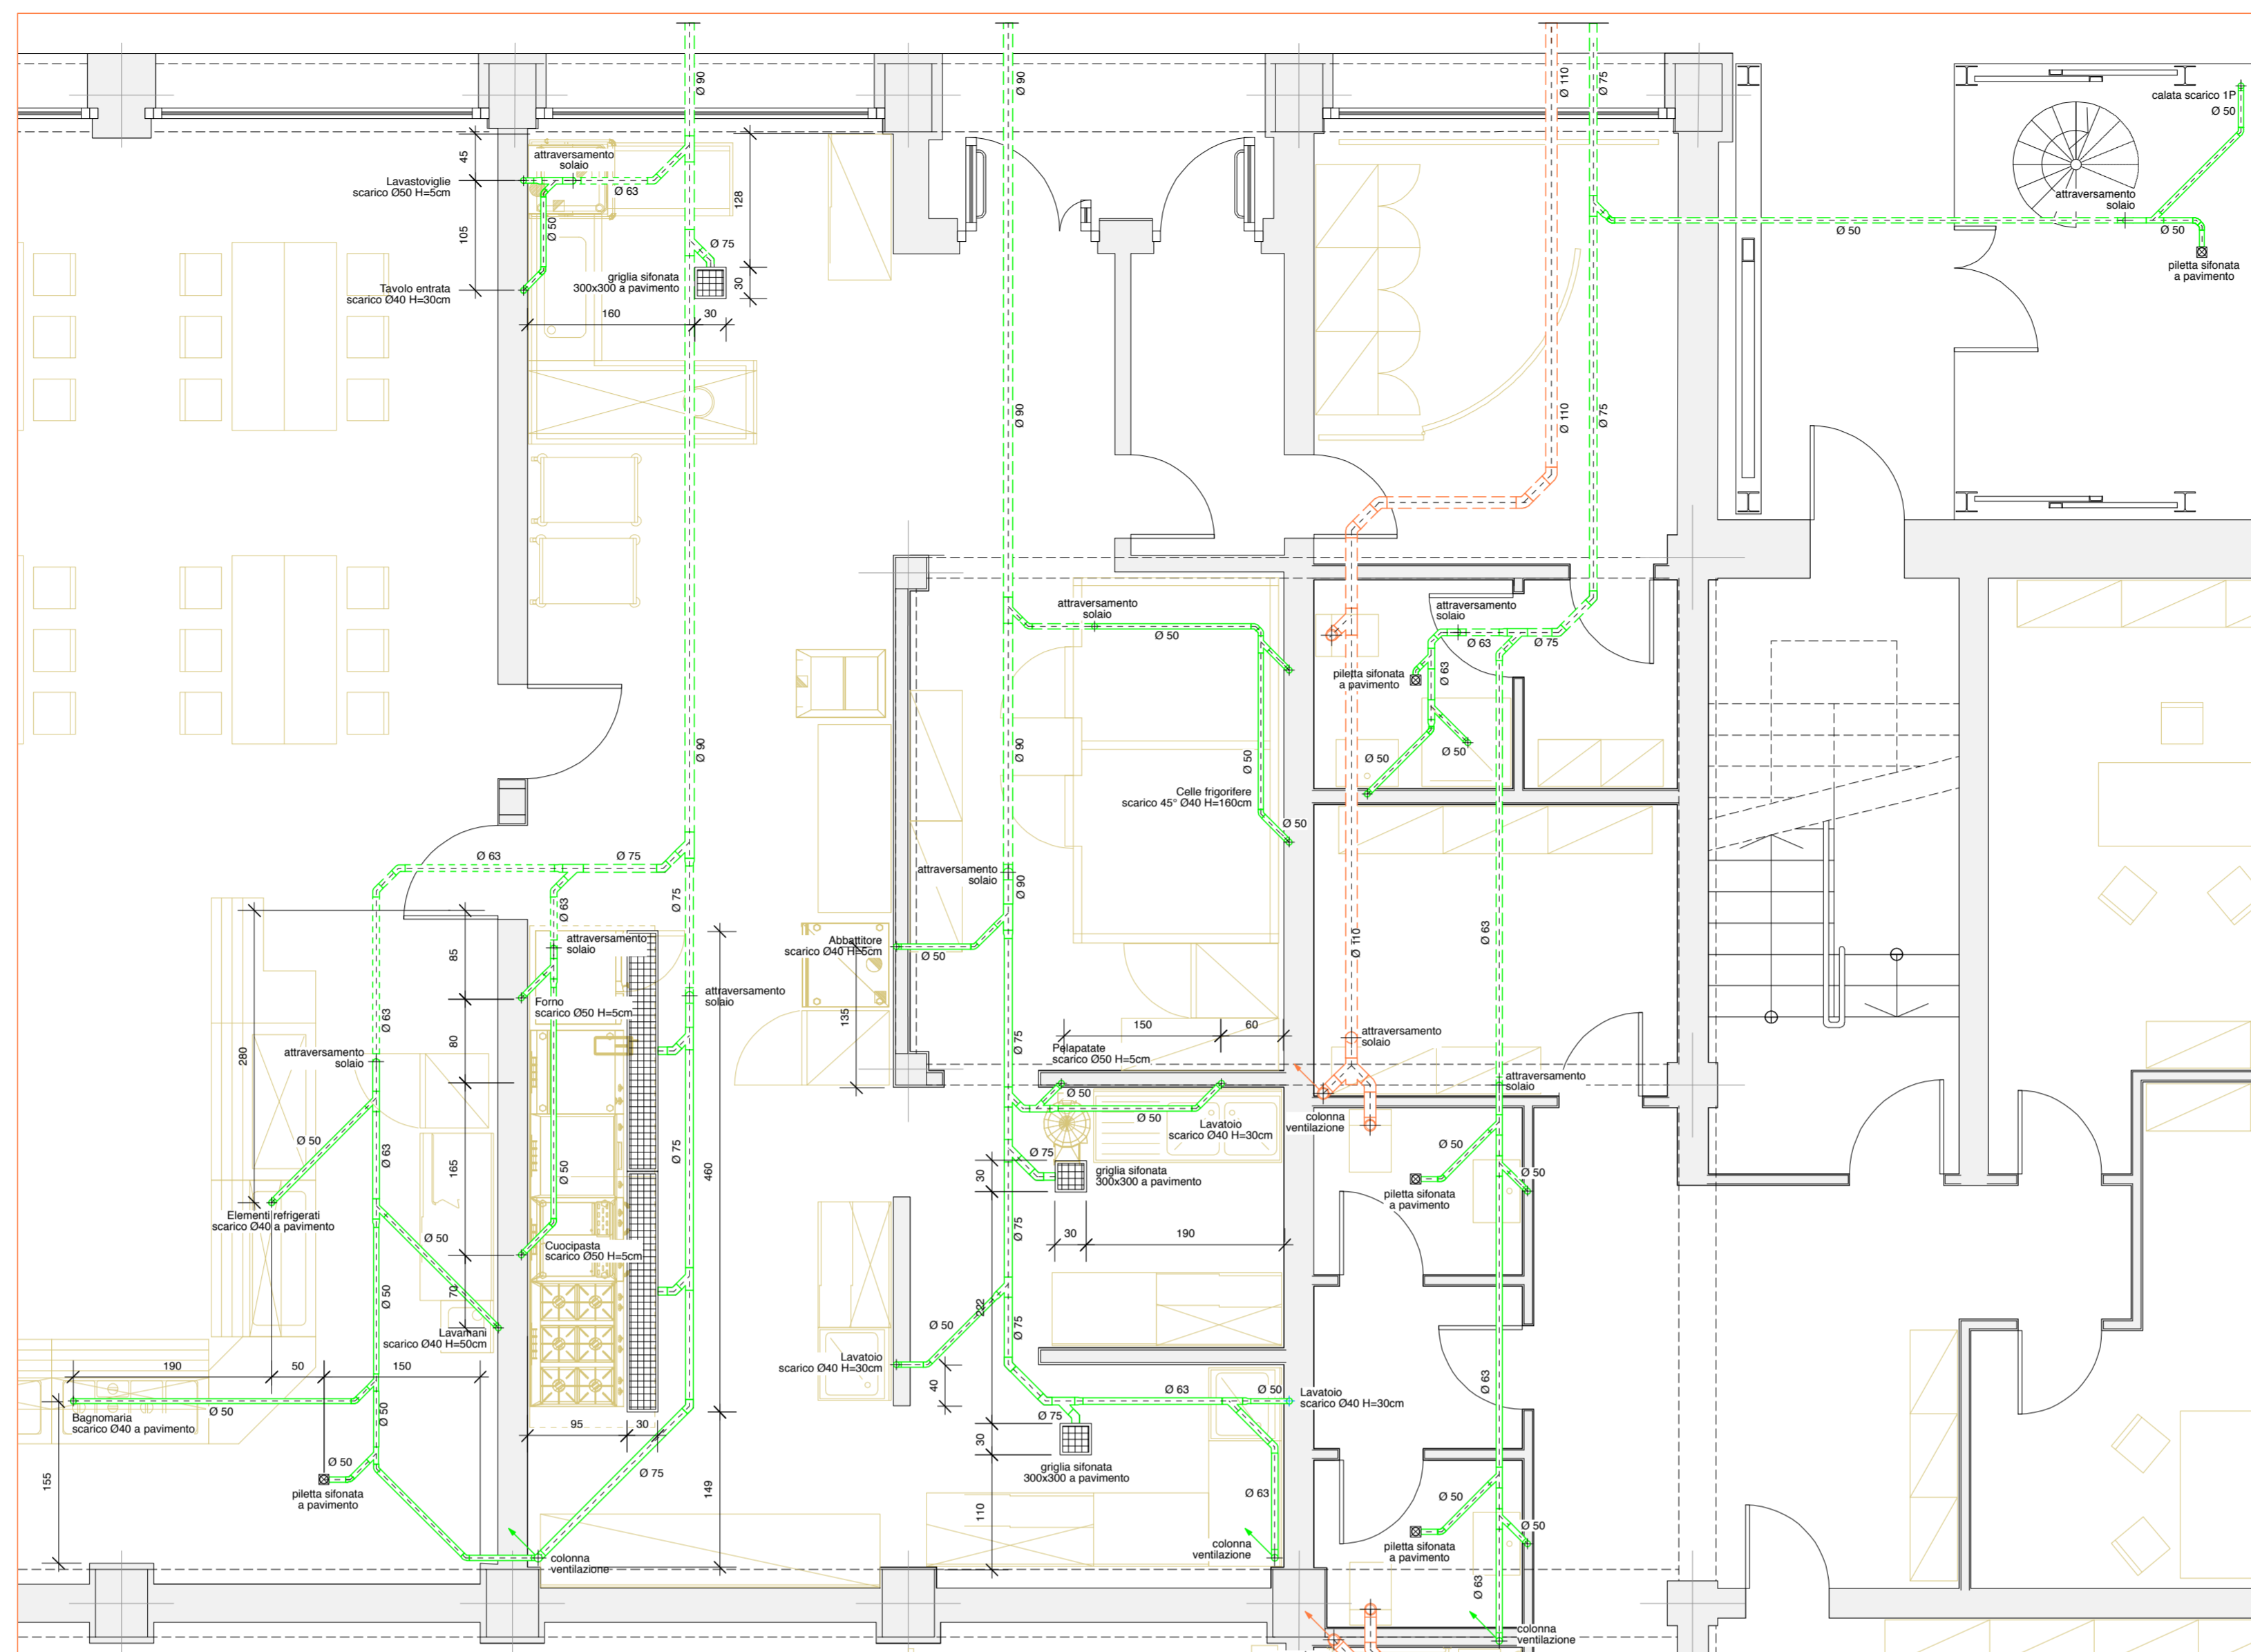 Ø 90
Ø 90
Ø 110
Ø 75
calata scarico 1P
Ø 50
45
attraversamento
solaio
Lavastoviglie
scarico Ø50 H=5cm
Ø 63
128
attraversamento
solaio
105
Ø 50
Ø 75
Ø 50
Ø 50
griglia sifonata
300x300 a pavimento
30
piletta sifonata
a pavimento
Tavolo entrata
scarico Ø40 H=30cm
160
30
Ø 90
Ø 110
Ø 75
attraversamento
solaio
Ø 50
attraversamento
solaio
Ø 63
Ø 75
piletta sifonata
a pavimento
Ø 63
Ø 90
Ø 90
Ø 50
Ø 50
Ø 50
Celle frigorifere
scarico 45° Ø40 H=160cm
Ø 50
Ø 63
Ø 75
attraversamento
solaio
Ø 90
Ø 75
Ø 63
Ø 63
85
attraversamento
solaio
Abbattitore
scarico Ø40 H=5cm
Ø 50
Ø 110
Forno
scarico Ø50 H=5cm
attraversamento
solaio
135
Ø 63
80
280
attraversamento
solaio
150
60
Ø 75
attraversamento
solaio
Pelapatate
scarico Ø50 H=5cm
attraversamento
solaio
Ø 50
Ø 50
colonna
ventilazione
Lavatoio
scarico Ø40 H=30cm
Ø 50
Ø 63
165
Ø 50
Ø 75
460
Ø 75
30
griglia sifonata
300x300 a pavimento
Ø 50
Ø 50
piletta sifonata
a pavimento
Elementi refrigerati
scarico Ø40 a pavimento
Ø 50
Cuocipasta
scarico Ø50 H=5cm
Ø 75
30
190
Ø 50
70
222
Lavamani
scarico Ø40 H=50cm
Ø 50
Ø 75
Lavatoio
scarico Ø40 H=30cm
190
50
150
40
Ø 63
Ø 50
Lavatoio
scarico Ø40 H=30cm
Ø 63
Ø 50
Bagnomaria
scarico Ø40 a pavimento
Ø 50
95
30
Ø 75
30
Ø 50
155
Ø 75
149
griglia sifonata
300x300 a pavimento
piletta sifonata
a pavimento
110
Ø 63
Ø 50
Ø 50
piletta sifonata
a pavimento
colonna
ventilazione
colonna
ventilazione
Ø 63
colonna
ventilazione